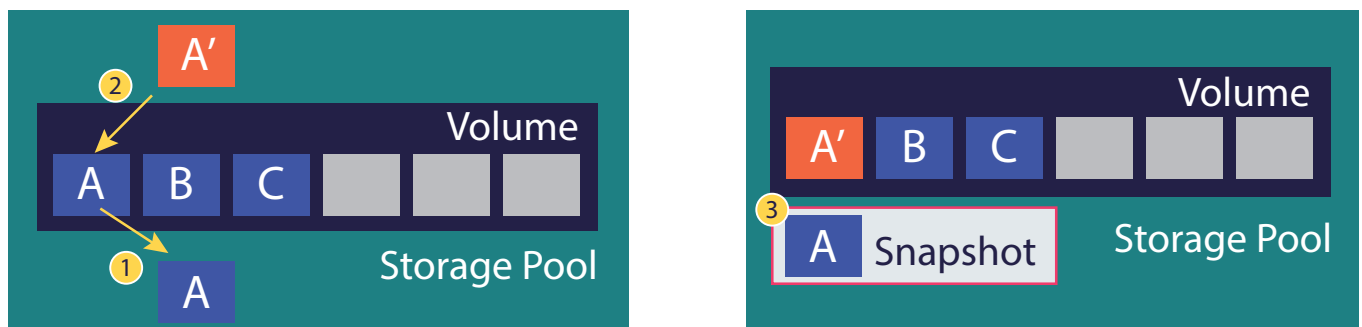 A′
2
Volume
A B C
1
Storage Pool
A
Volume
A′ B C
3
A Snapshot
Storage Pool